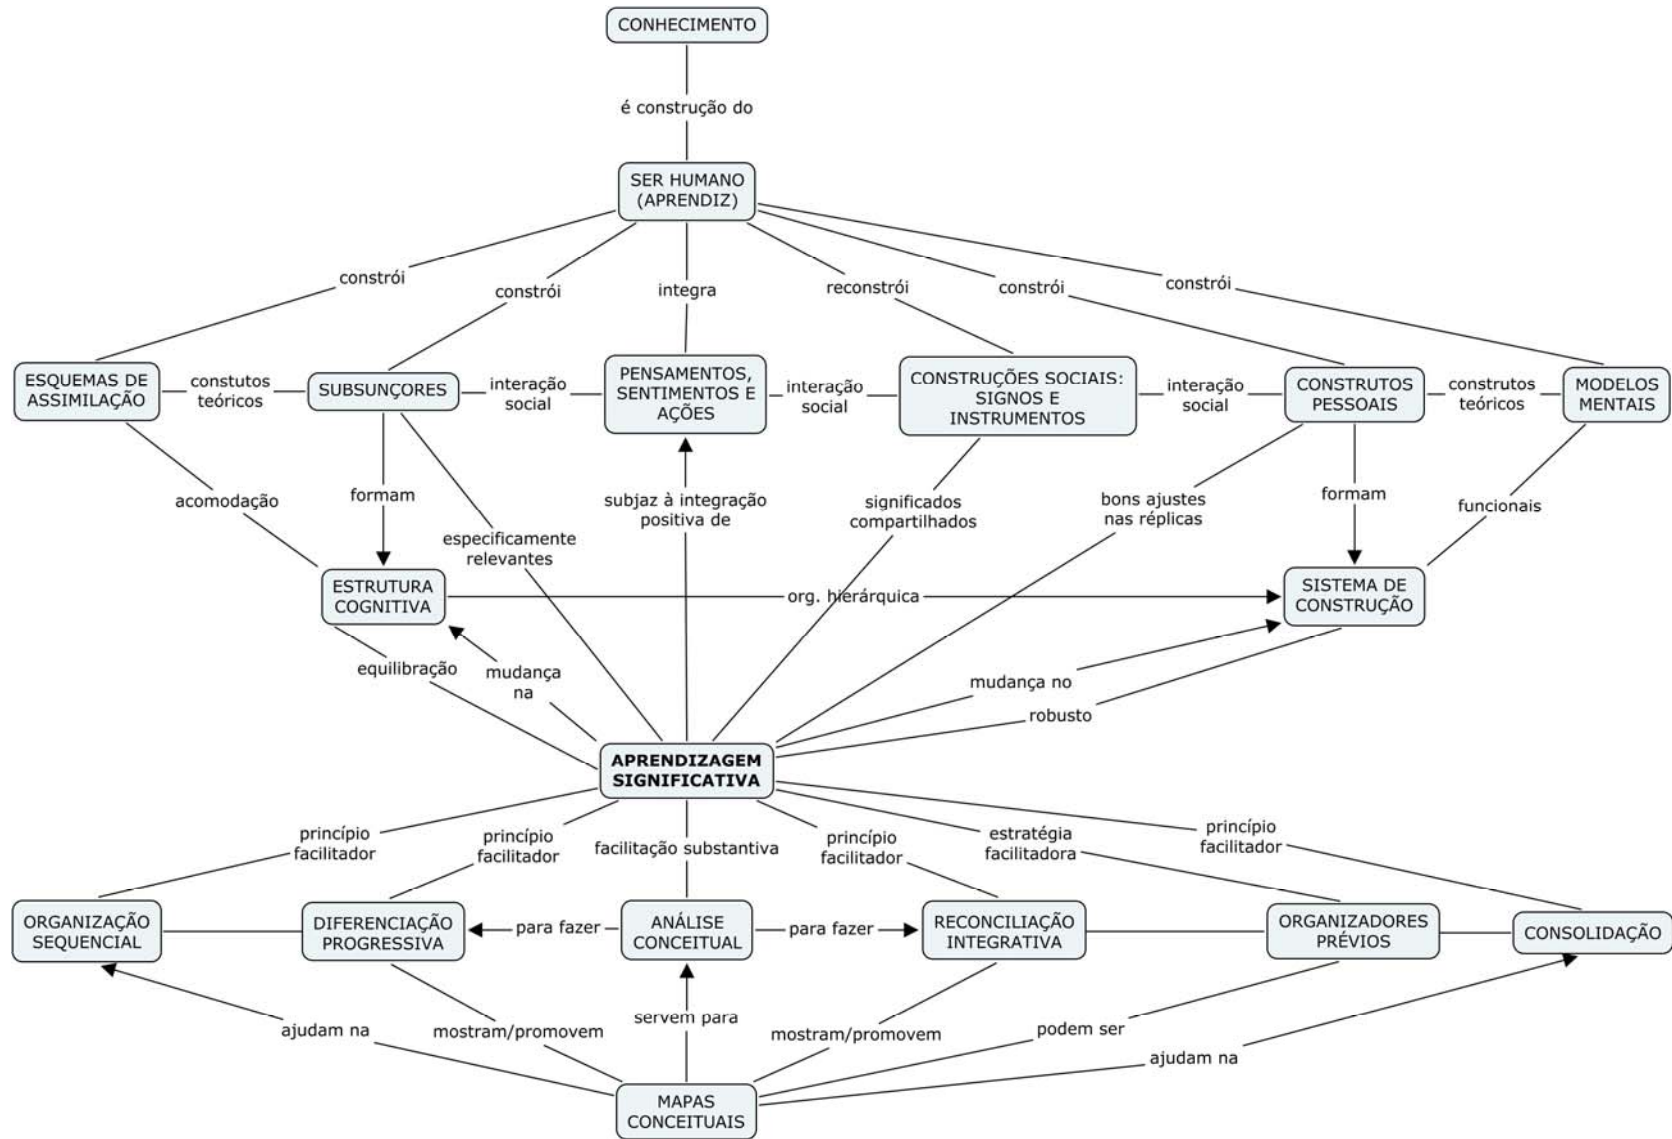 CONHECIMENTO
é construção do
SER HUMANO
(APRENDIZ)
constrói
constrói
integra
reconstrói
constrói
constrói
ESQUEMAS DE
ASSIMILAÇÃO
constutos
teóricos
SUBSUNÇORES
interação
social
PENSAMENTOS,
SENTIMENTOS E
AÇÕES
interação
social
CONSTRUÇÕES SOCIAIS:
SIGNOS E
INSTRUMENTOS
interação
social
CONSTRUTOS
PESSOAIS
construtos
teóricos
MODELOS
MENTAIS
acomodação
formam
especificamente
relevantes
subjaz à integração
positiva de
significados
compartilhados
bons ajustes
nas réplicas
formam
funcionais
ESTRUTURA
COGNITIVA
org. hierárquica
SISTEMA DE
CONSTRUÇÃO
equilibração
mudança
na
mudança no
robusto
APRENDIZAGEM
SIGNIFICATIVA
princípio
facilitador
princípio
facilitador
facilitação substantiva
princípio
facilitador
estratégia
facilitadora
princípio
facilitador
ORGANIZAÇÃO
SEQUENCIAL
DIFERENCIAÇÃO
PROGRESSIVA
para fazer
ANÁLISE
CONCEITUAL
para fazer
RECONCILIAÇÃO
INTEGRATIVA
ORGANIZADORES
PRÉVIOS
CONSOLIDAÇÃO
ajudam na
mostram/promovem
servem para
mostram/promovem
podem ser
ajudam na
MAPAS
CONCEITUAIS